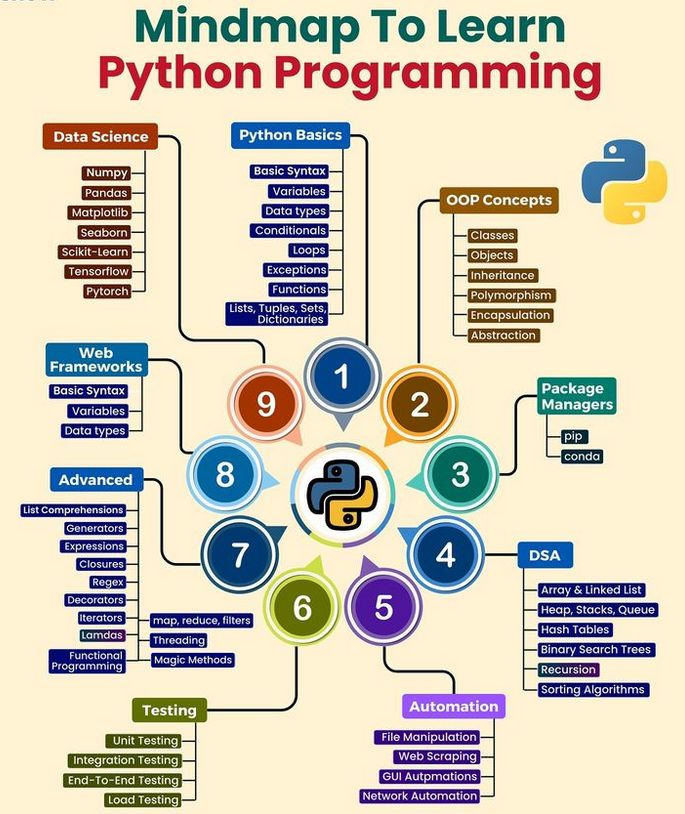 Mindmap To Learn
Python Programming
Data Science
Numpy
Pandas
Matplotlib
Seaborn
Scikit-Learn
Tensorflow
Pytorch
Python Basics
Basic Syntax
Variables
Data types
Conditionals
Loops
Exceptions
Functions
Lists, Tuples, Sets,
Dictionaries
OOP Concepts
Classes
Objects
Inheritance
Polymorphism
Encapsulation
Abstraction
Web
Frameworks
Basic Syntax
Variables
Data types
Package
Managers
pip
conda
1
2
3
4
5
6
7
8
9
Advanced
List Comprehensions
Generators
Expressions
Closures
Regex
Decorators
Iterators
Lamdas
Functional
Programming
map, reduce, filters
Threading
Magic Methods
DSA
Array & Linked List
Heap, Stacks, Queue
Hash Tables
Binary Search Trees
Recursion
Sorting Algorithms
Testing
Unit Testing
Integration Testing
End-To-End Testing
Load Testing
Automation
File Manipulation
Web Scraping
GUI Autpmations
Network Automation